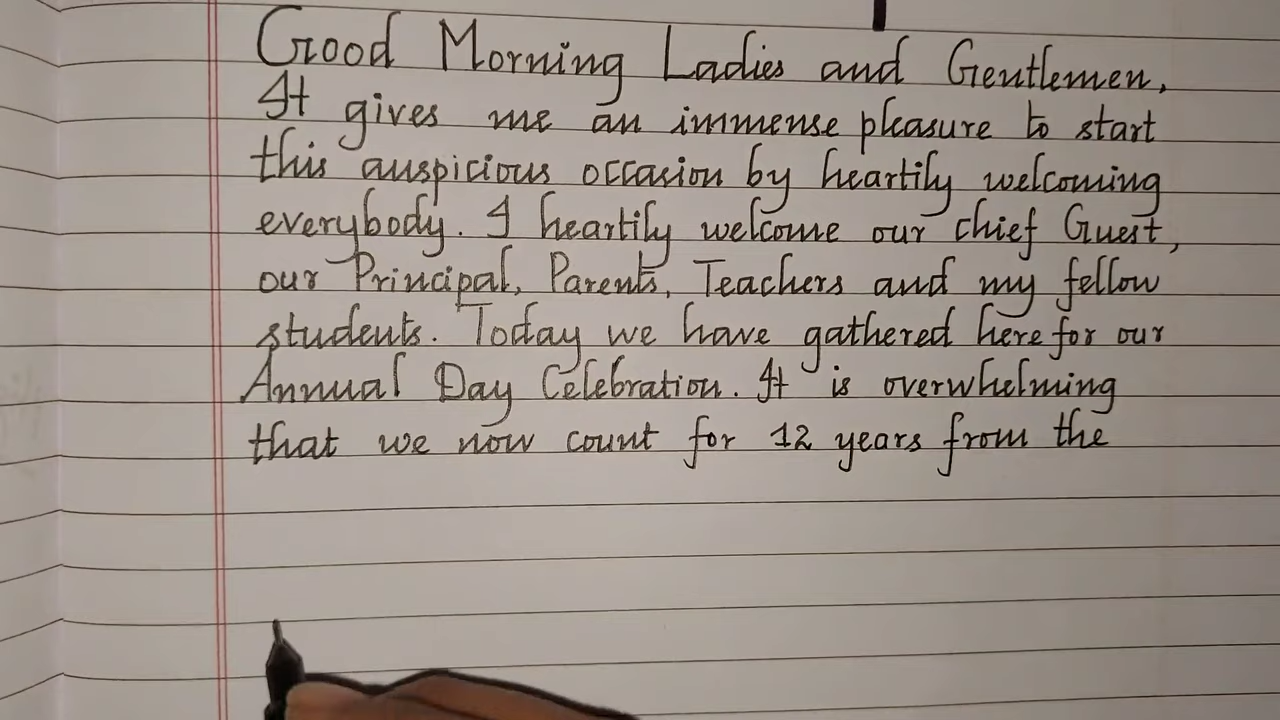 Good Morning Ladies and Gentlemen,
It gives me an immense pleasure to start
this auspicious occasion by heartily welcoming
everybody. I heartily welcome our chief Guest,
our Principal, Parents, Teachers and my fellow
students. Today we have gathered here for our
Annual Day Celebration. It is overwhelming
that we now count for 12 years from the